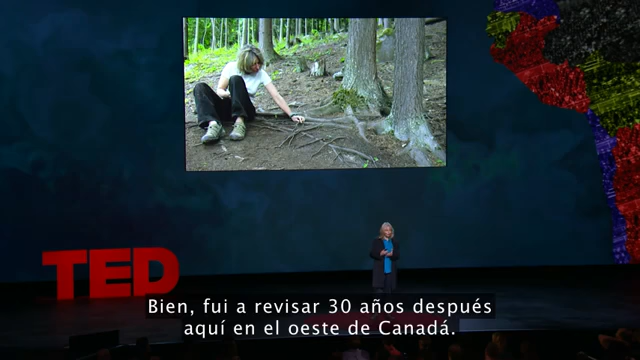 TED
Bien, fui a revisar 30 años después
aquí en el oeste de Canadá.